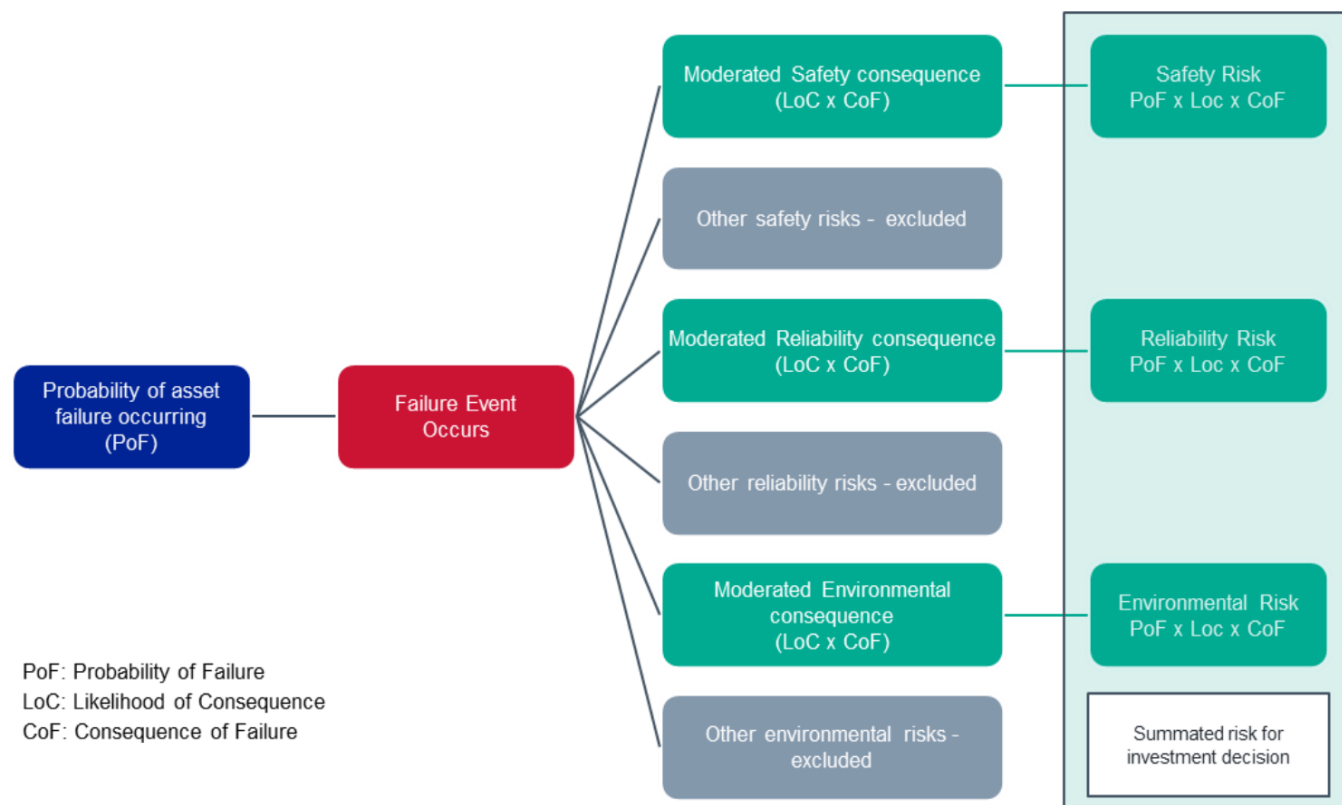 Moderated Safety consequence
(LoC x CoF)
Safety Risk
PoF x Loc x CoF
Other safety risks - excluded
Moderated Reliability consequence
(LoC x CoF)
Reliability Risk
PoF x Loc x CoF
Probability of asset
failure occurring
(PoF)
Failure Event
Occurs
Other reliability risks - excluded
Moderated Environmental
consequence
(LoC x CoF)
Environmental Risk
PoF x Loc x CoF
PoF: Probability of Failure
LoC: Likelihood of Consequence
CoF: Consequence of Failure
Other environmental risks -
excluded
Summated risk for
investment decision